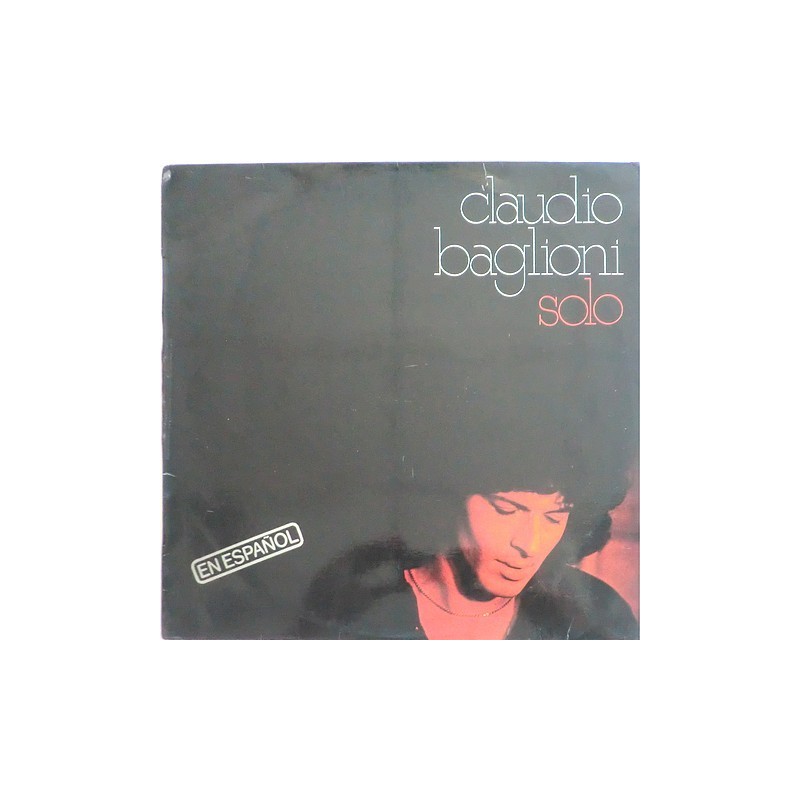 claudio
baglioni
solo
EN ESPAÑOL